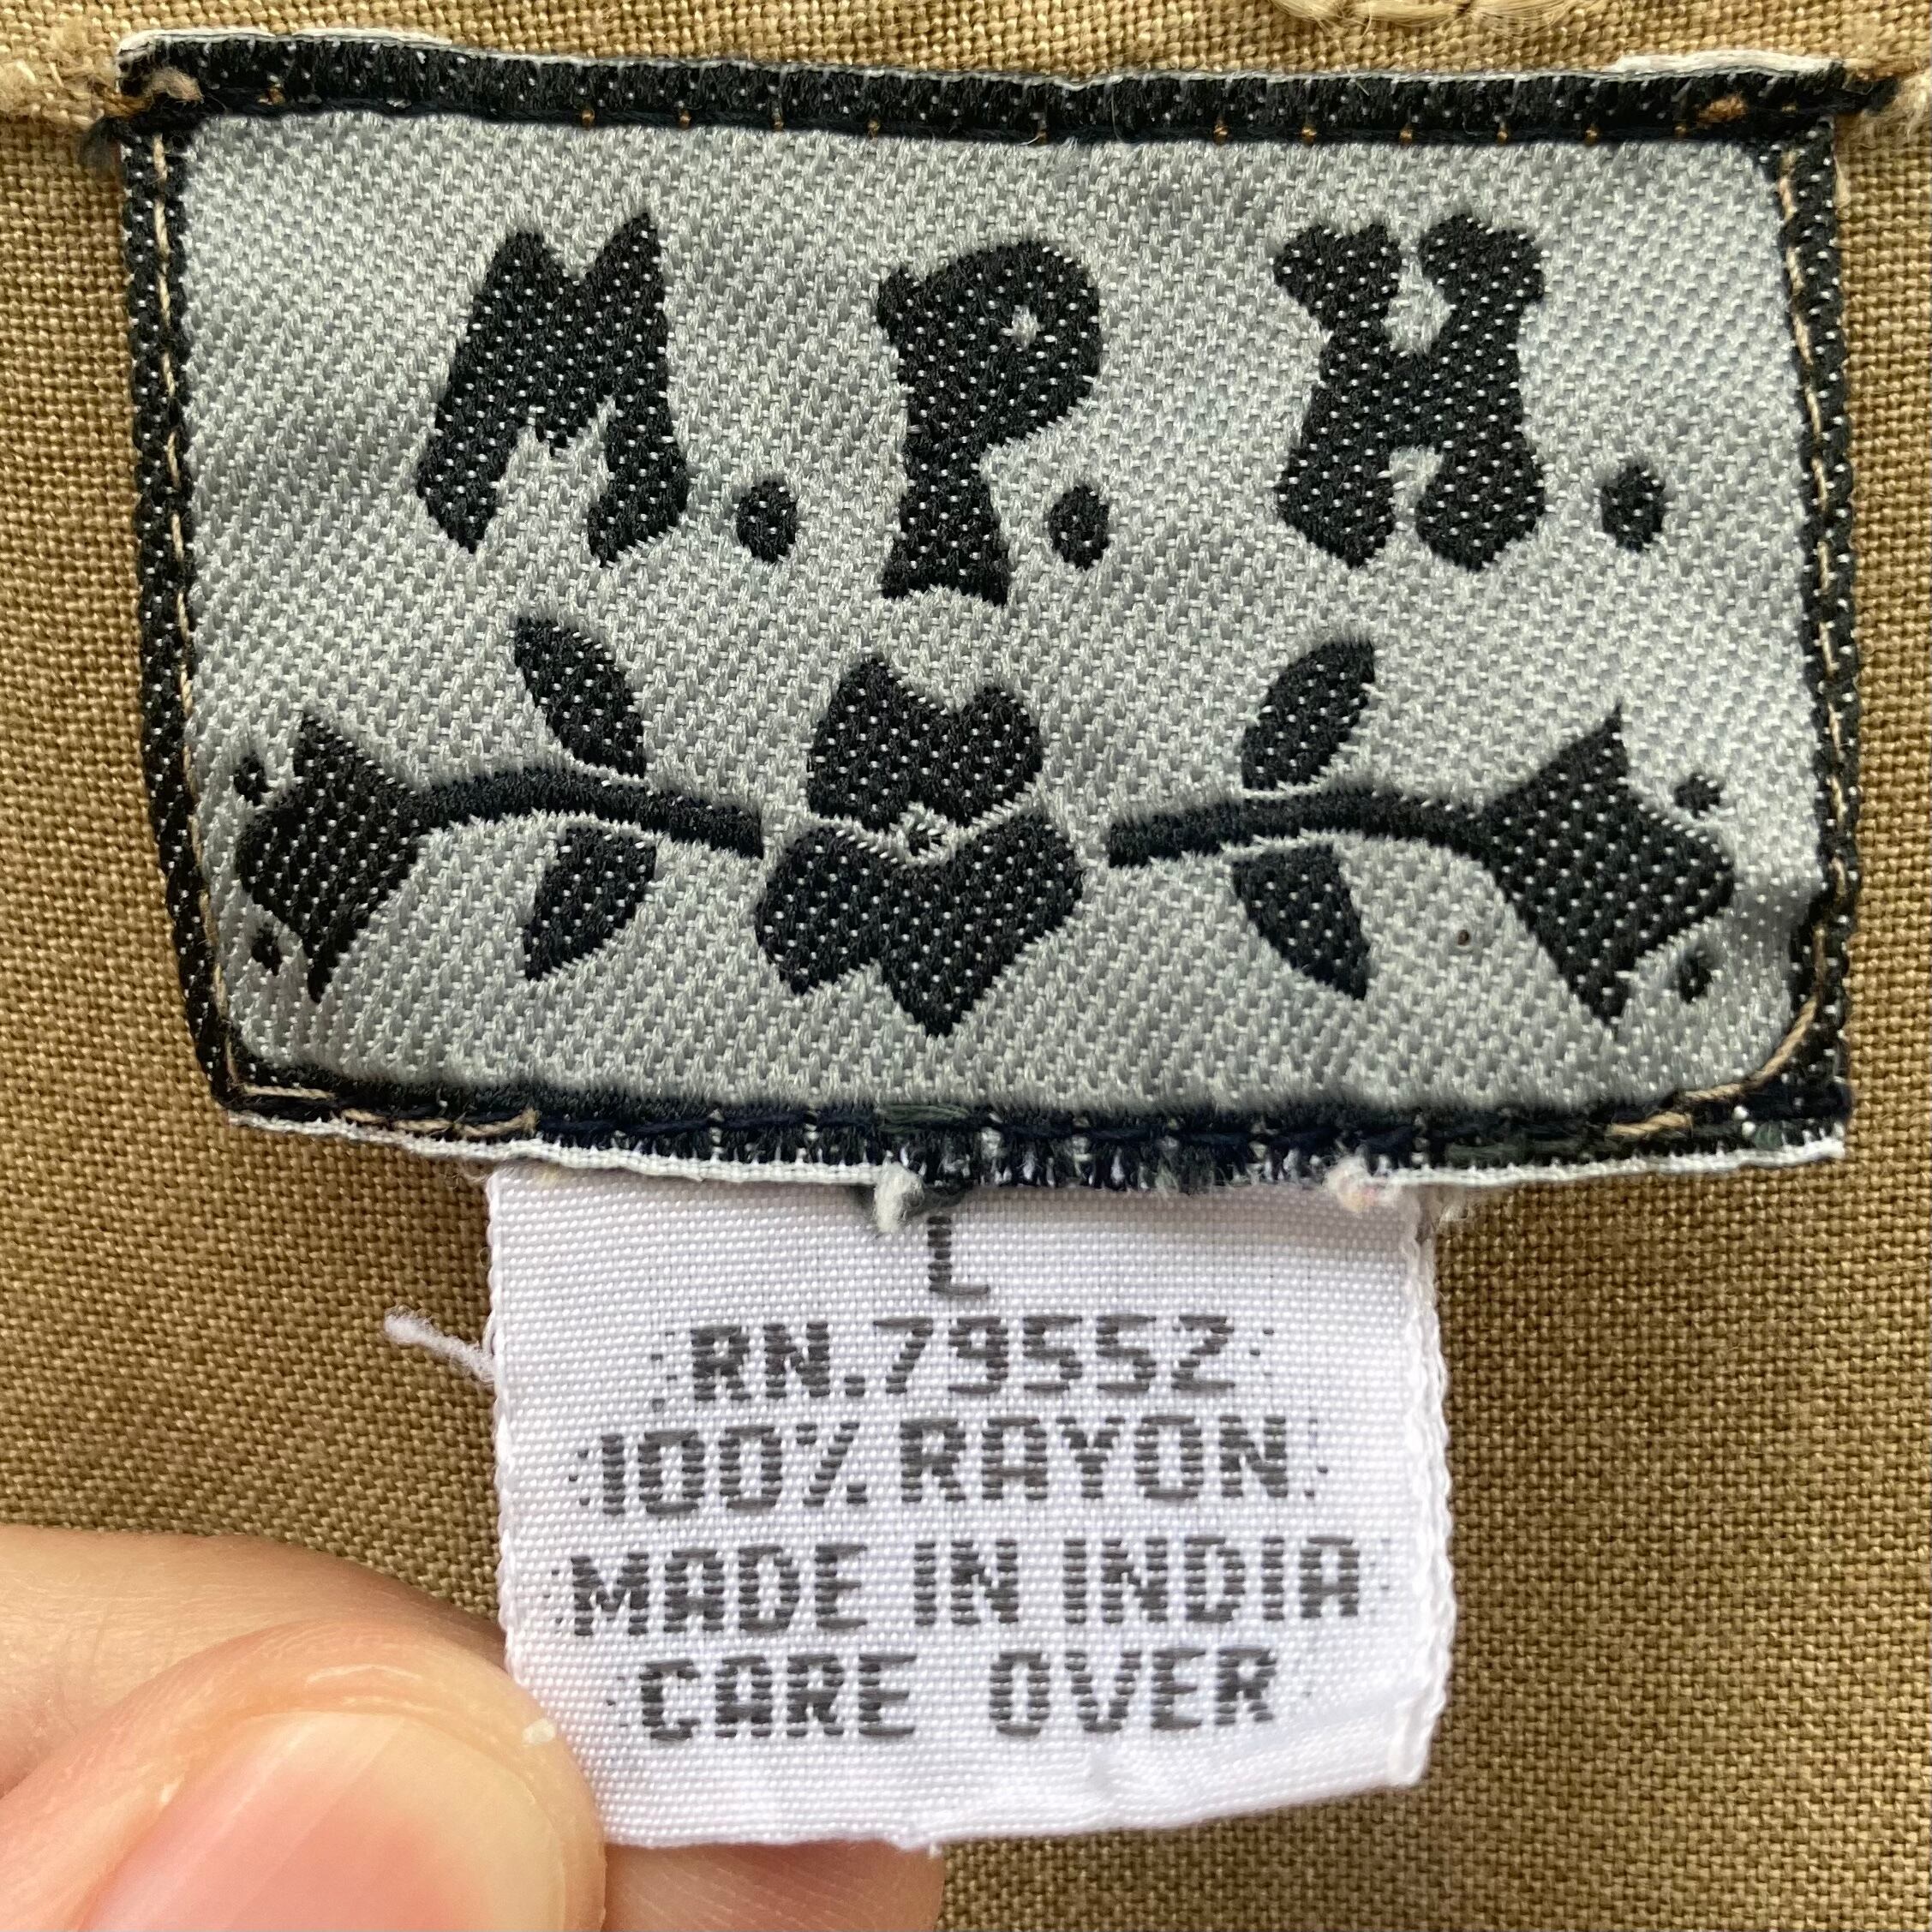 M.P.H.
L
RN.79552
100% RAYON
MADE IN INDIA
CARE OVER